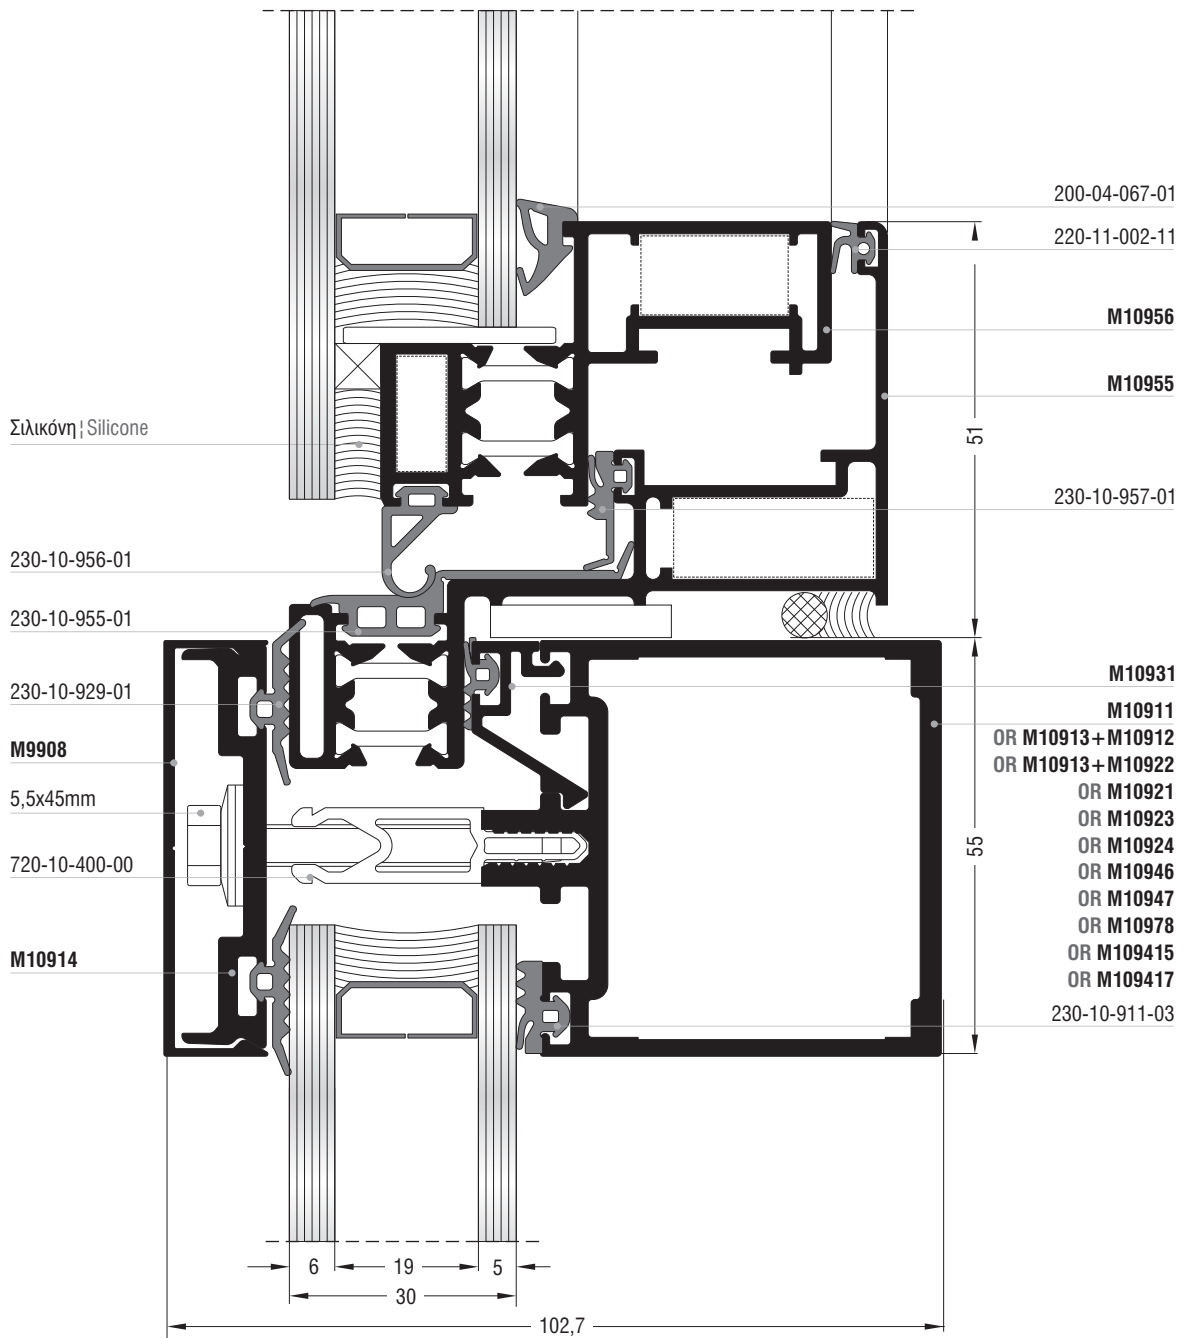 200-04-067-01
220-11-002-11
M10956
M10955
51
230-10-957-01
Σιλικόνη ¦ Silicone
230-10-956-01
230-10-955-01
230-10-929-01
M9908
5,5x45mm
720-10-400-00
M10914
M10931
M10911
OR M10913+M10912
OR M10913+M10922
OR M10921
OR M10923
OR M10924
OR M10946
OR M10947
OR M10978
OR M109415
OR M109417
55
230-10-911-03
6 19 5
30
102,7